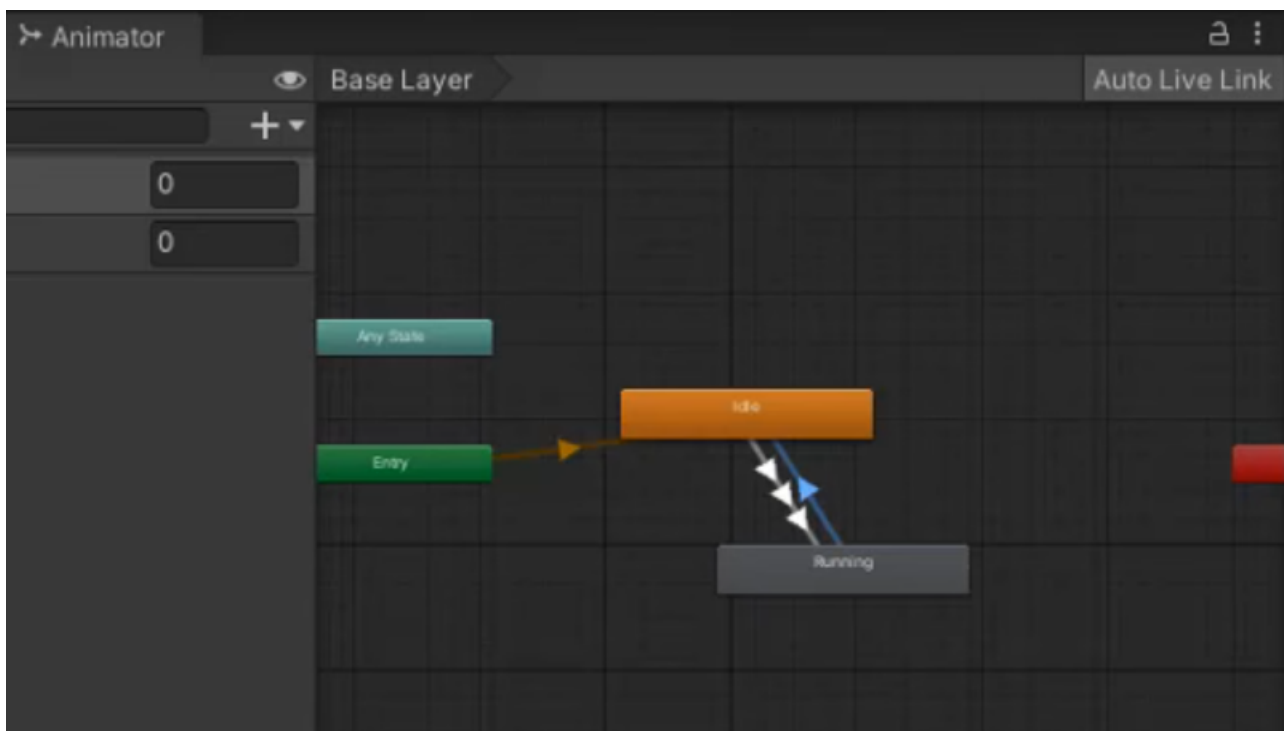 Animator
Base Layer
Auto Live Link
0
0
Any State
Idle
Entry
Running